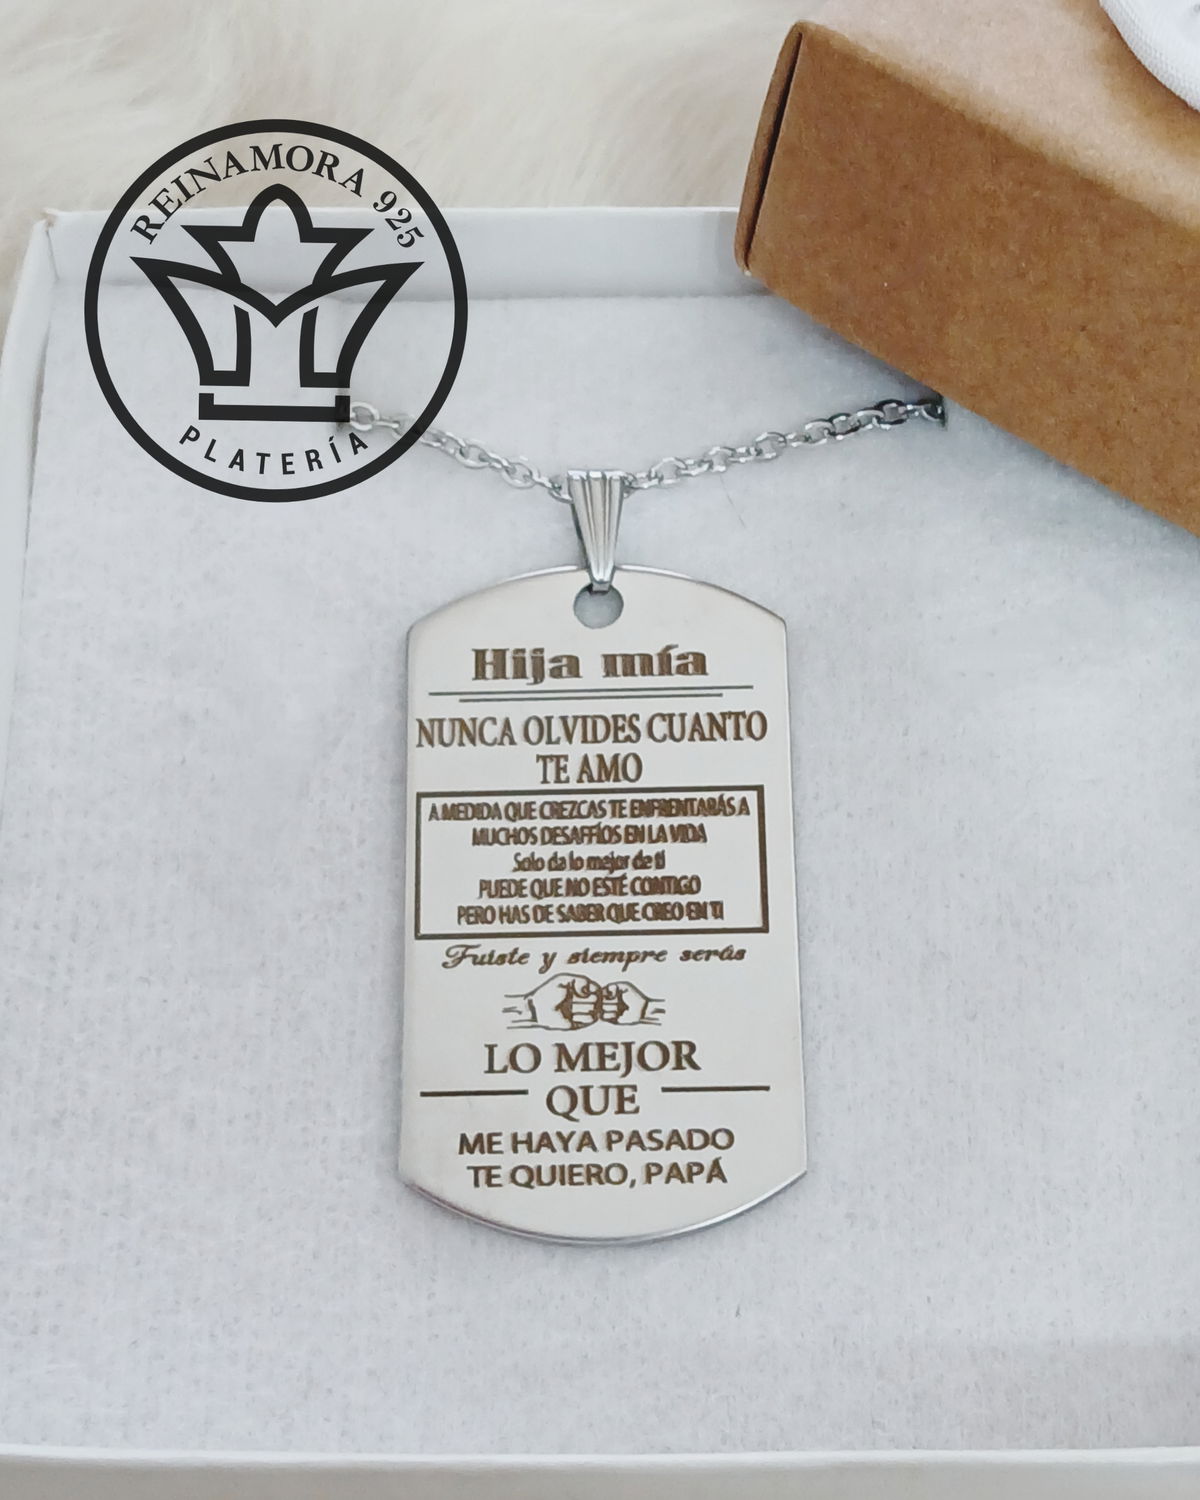 REINAMORA 925
PLATERÍA
Hija mía
NUNCA OLVIDES CUANTO
TE AMO
A MEDIDA QUE CREZCAS TE ENFRENTARÁS A
MUCHOS DESAFFÍOS EN LA VIDA
Solo da lo mejor de ti
PUEDE QUE NO ESTÉ CONTIGO
PERO HAS DE SABER QUE CREO EN TI
Fuiste y siempre serás
LO MEJOR
QUE
ME HAYA PASADO
TE QUIERO, PAPÁ